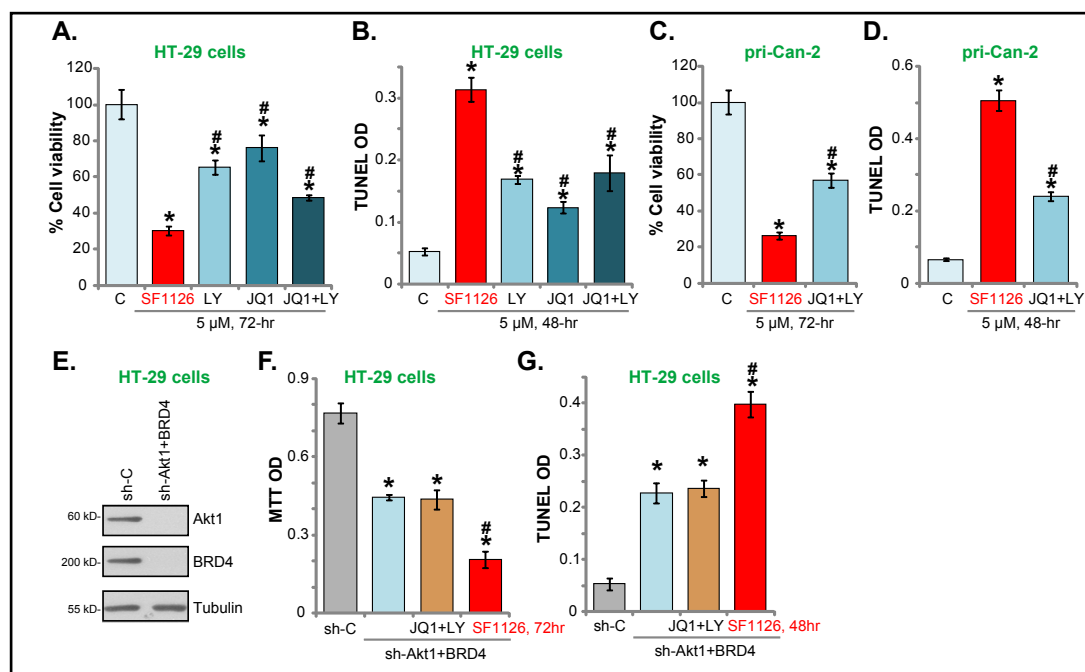 A.
HT-29 cells
% Cell viability
120
100
80
60
40
20
0
*
#
*
#
*
#
*
C
SF1126
LY
JQ1
JQ1+LY
5 µM, 72-hr
B.
HT-29 cells
TUNEL OD
0.3
0.2
0.1
0
*
#
*
#
*
#
*
C
SF1126
LY
JQ1
JQ1+LY
5 µM, 48-hr
C.
pri-Can-2
% Cell viability
120
100
80
60
40
20
0
*
#
*
C
SF1126
JQ1+LY
5 µM, 72-hr
D.
pri-Can-2
TUNEL OD
0.6
0.4
0.2
0
*
#
*
C
SF1126
JQ1+LY
5 µM, 48-hr
E.
HT-29 cells
sh-C
sh-Akt1+BRD4
60 kD-
Akt1
200 kD-
BRD4
55 kD-
Tubulin
F.
HT-29 cells
MTT OD
0.9
0.6
0.3
0
*
*
#
*
sh-C
JQ1+LY
SF1126, 72hr
sh-Akt1+BRD4
G.
HT-29 cells
TUNEL OD
0.4
0.3
0.2
0.1
0
*
*
#
*
sh-C
JQ1+LY
SF1126, 48hr
sh-Akt1+BRD4